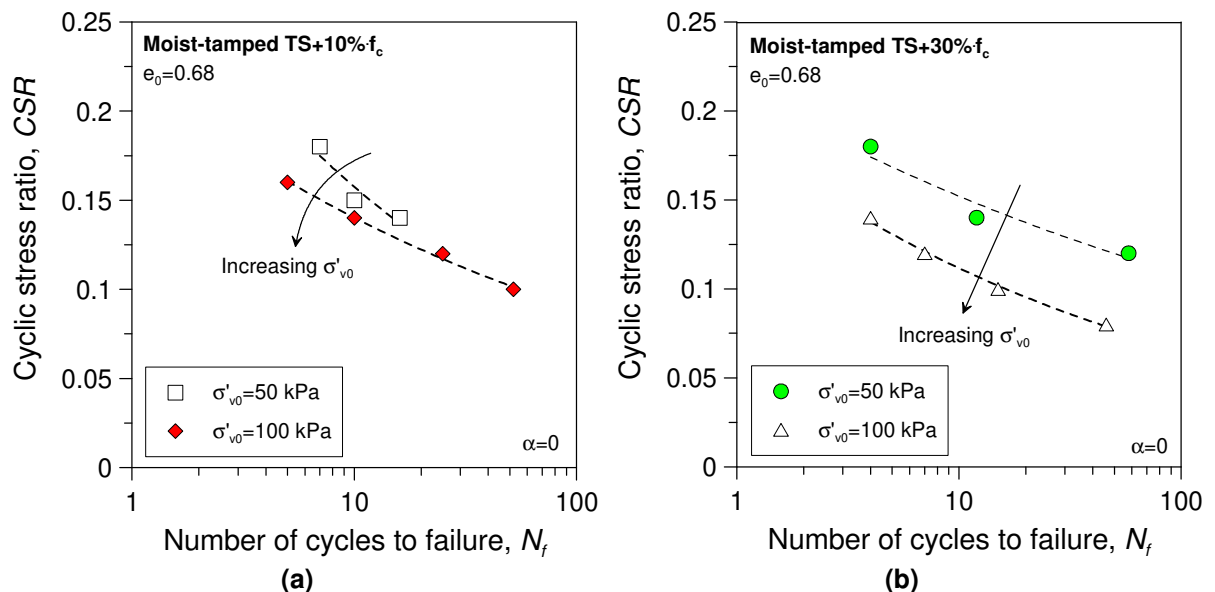 Moist-tamped TS+10%·f_c
e_0=0.68
Cyclic stress ratio, CSR
0.25
0.2
0.15
0.1
0.05
0
Increasing σ'_v0
σ'_v0=50 kPa
σ'_v0=100 kPa
α=0
1
10
100
Number of cycles to failure, N_f
(a)
Moist-tamped TS+30%·f_c
e_0=0.68
Cyclic stress ratio, CSR
0.25
0.2
0.15
0.1
0.05
0
Increasing σ'_v0
σ'_v0=50 kPa
σ'_v0=100 kPa
α=0
1
10
100
Number of cycles to failure, N_f
(b)